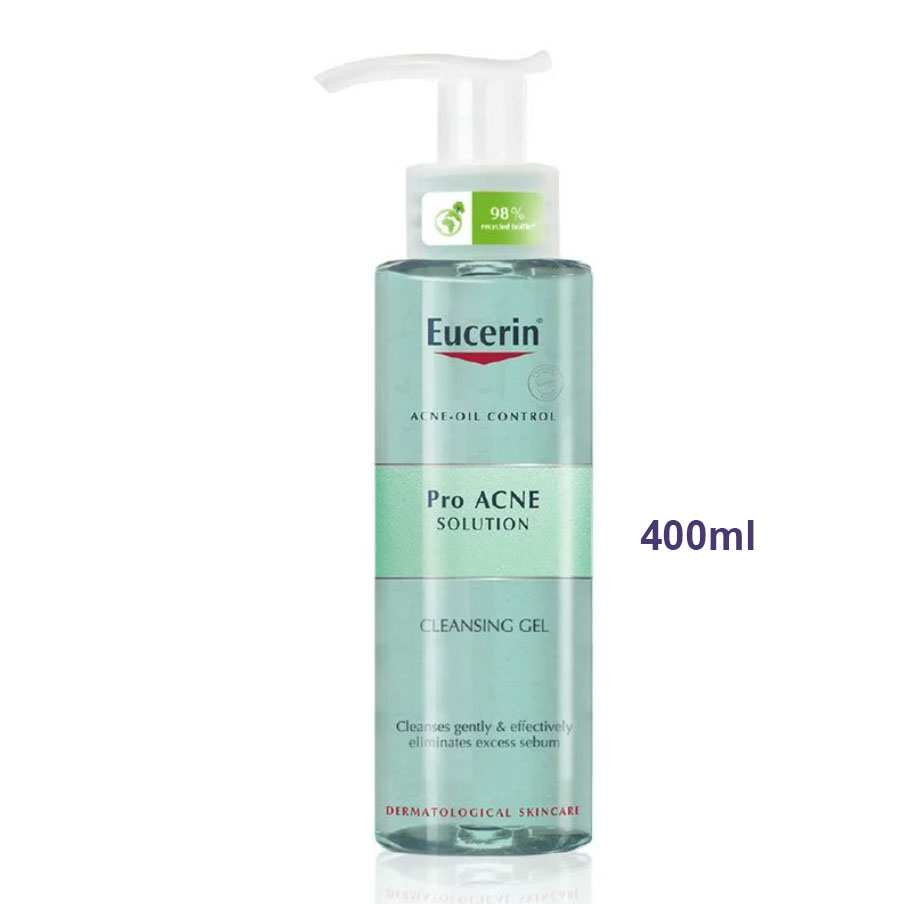 98%
recycled bottle*
Eucerin®
ACNE-OIL CONTROL
Pro ACNE
SOLUTION
400ml
CLEANSING GEL
Cleanses gently & effectively
eliminates excess sebum
DERMATOLOGICAL SKINCARE